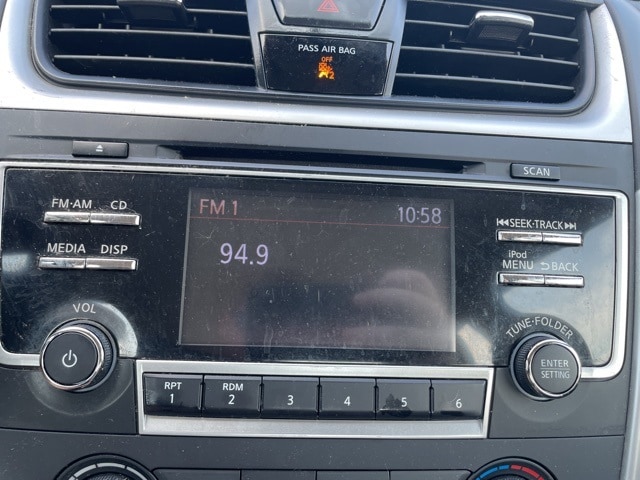 PASS AIR BAG
OFF
2
SCAN
FM·AM CD
MEDIA DISP
VOL
FM 1 10:58
94.9
SEEK·TRACK
iPod
MENU BACK
TUNE·FOLDER
ENTER
SETTING
RPT
1
RDM
2
3
4
5
6